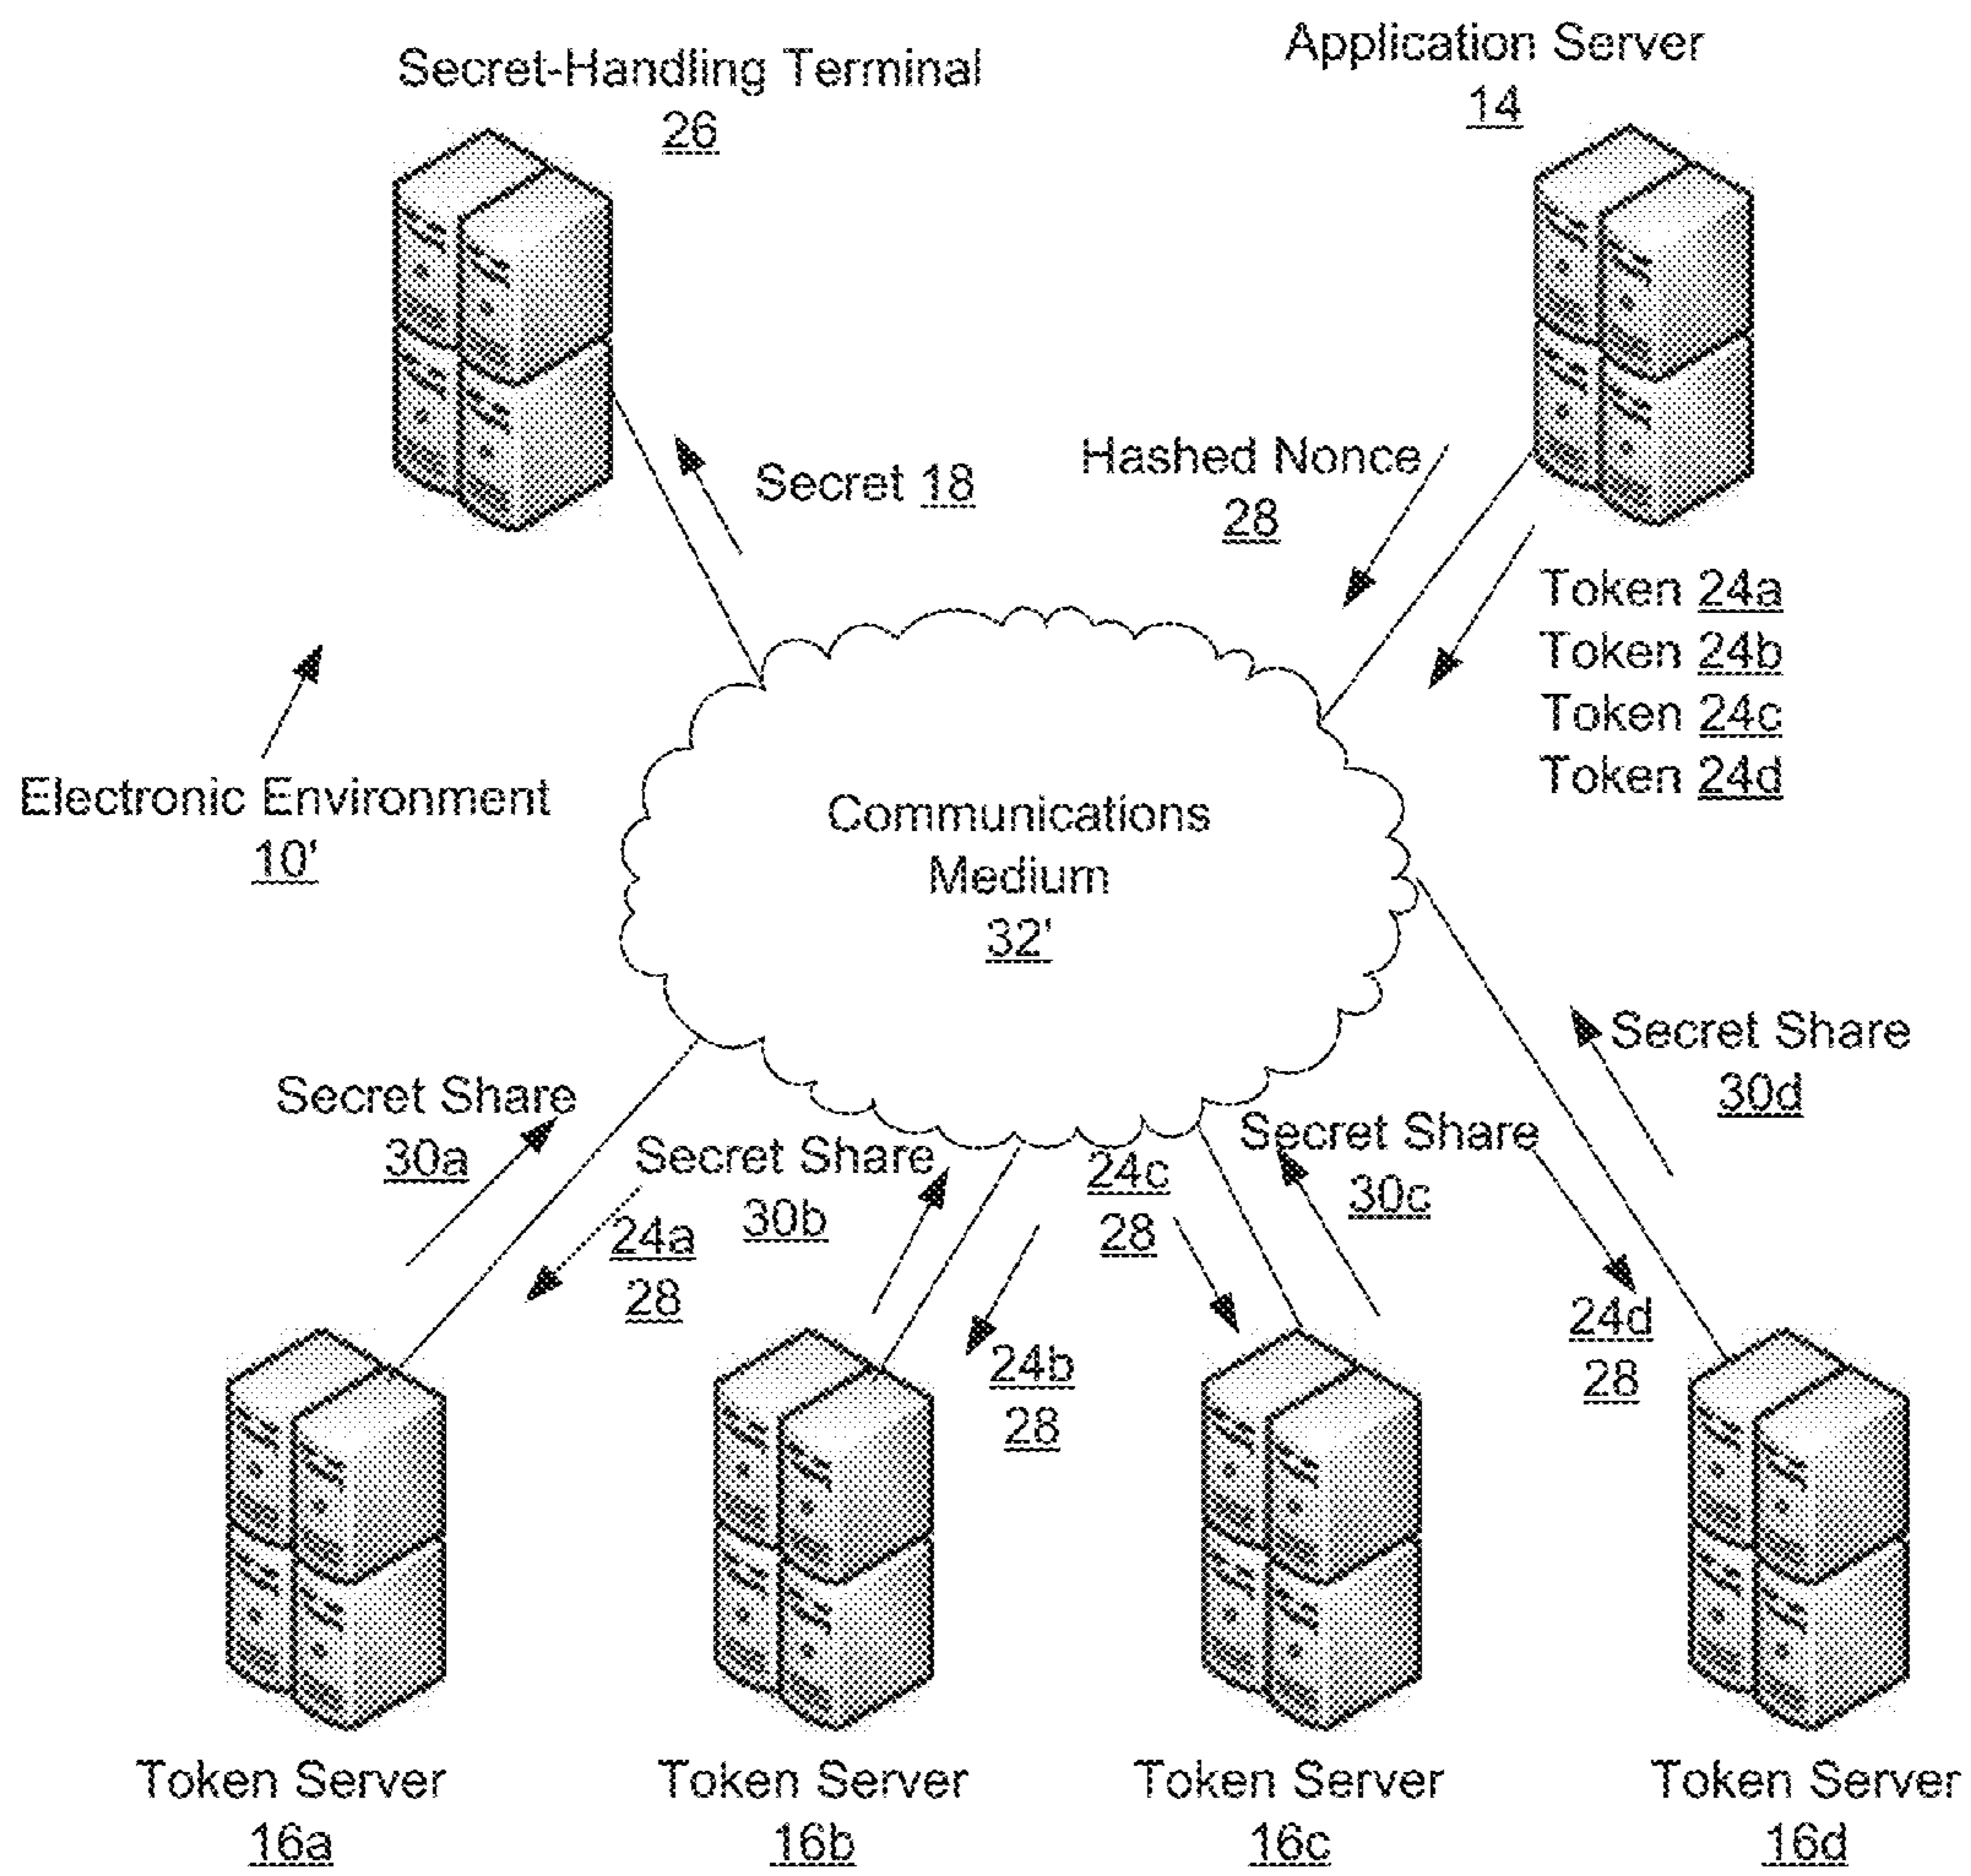 Secret-Handling Terminal
26
Application Server
14
Secret 18
Hashed Nonce
28
Token 24a
Token 24b
Token 24c
Token 24d
Electronic Environment
10'
Communications
Medium
32'
Secret Share
30a
24a
28
Secret Share
30b
24b
28
24c
28
Secret Share
30c
Secret Share
30d
24d
28
Token Server
16a
Token Server
16b
Token Server
16c
Token Server
16d